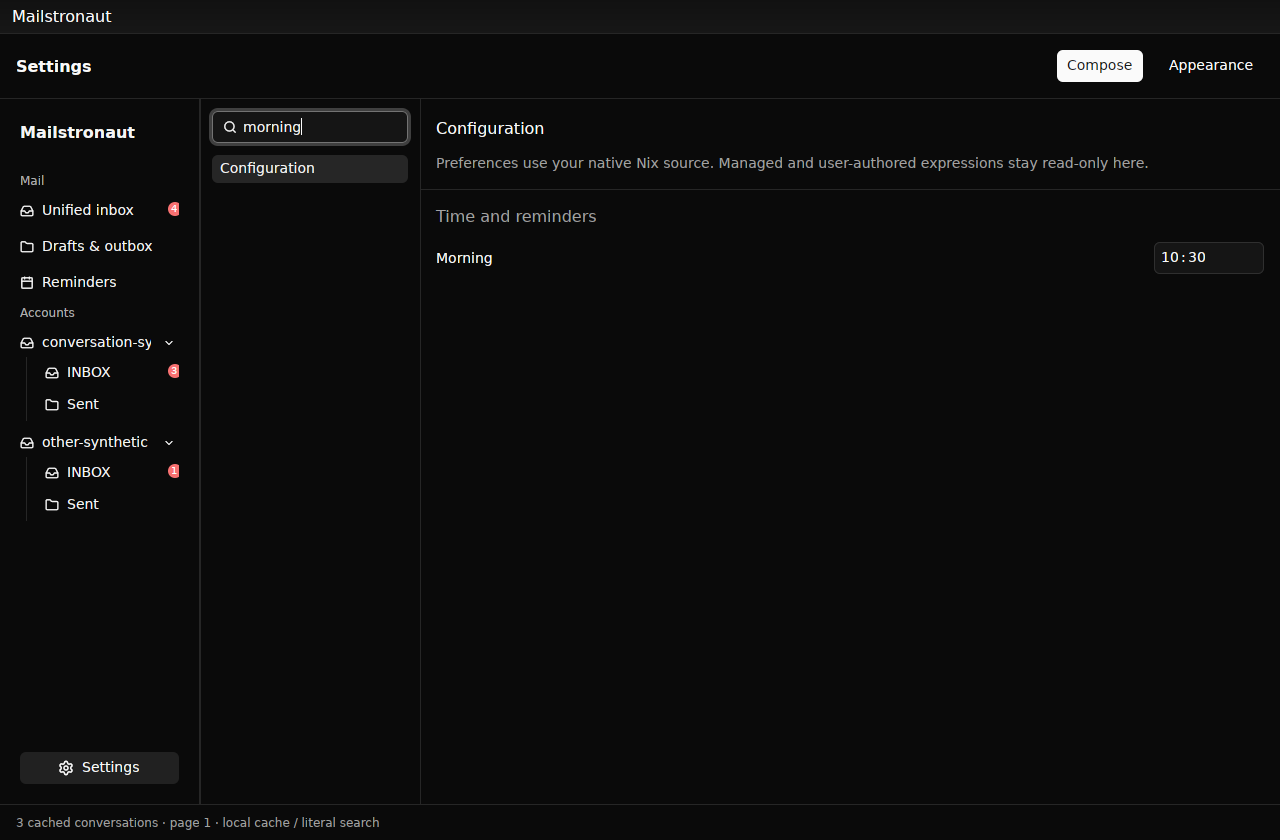 Mailstronaut
Settings
Compose
Appearance
Mailstronaut
Mail
Unified inbox 4
Drafts & outbox
Reminders
Accounts
conversation-sy
INBOX 3
Sent
other-synthetic
INBOX 1
Sent
Settings
morning
Configuration
Configuration
Preferences use your native Nix source. Managed and user-authored expressions stay read-only here.
Time and reminders
Morning 10:30
3 cached conversations · page 1 · local cache / literal search